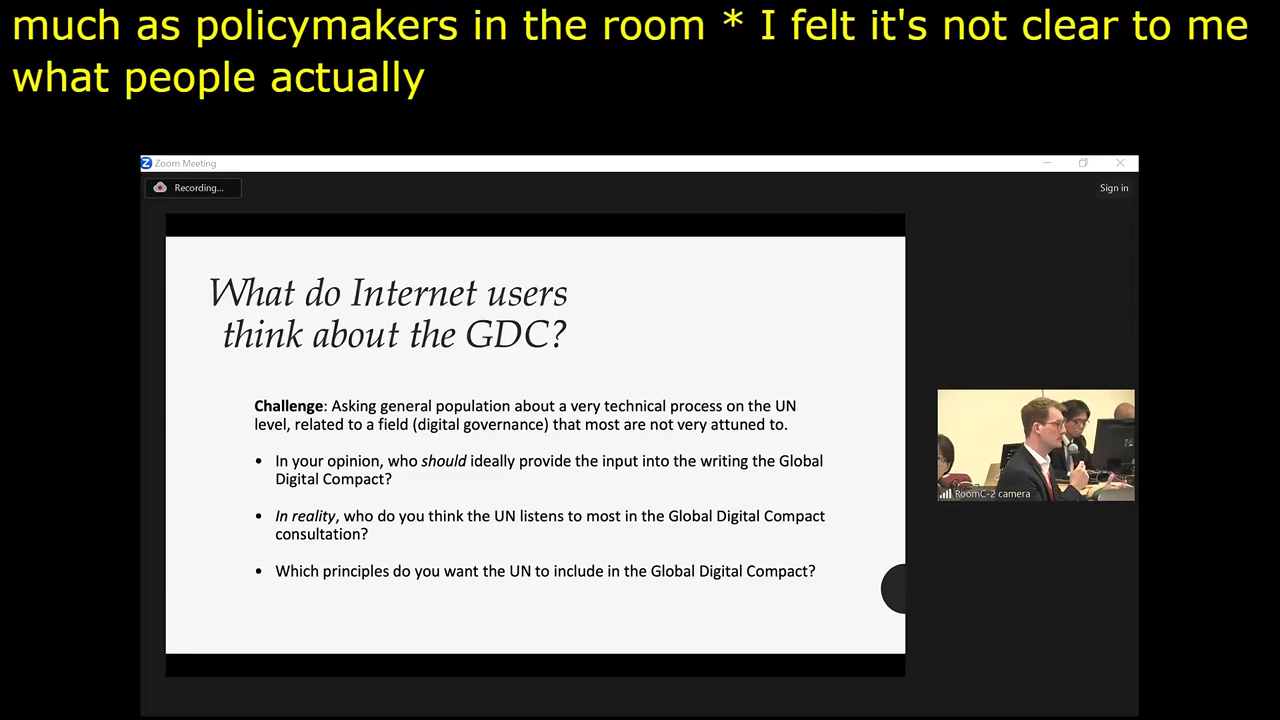 much as policymakers in the room * I felt it's not clear to me
what people actually
Zoom Meeting
Recording...
Sign in
What do Internet users
think about the GDC?
Challenge: Asking general population about a very technical process on the UN
level, related to a field (digital governance) that most are not very attuned to.
• In your opinion, who should ideally provide the input into the writing the Global
Digital Compact?
• In reality, who do you think the UN listens to most in the Global Digital Compact
consultation?
• Which principles do you want the UN to include in the Global Digital Compact?
RoomC-2 camera